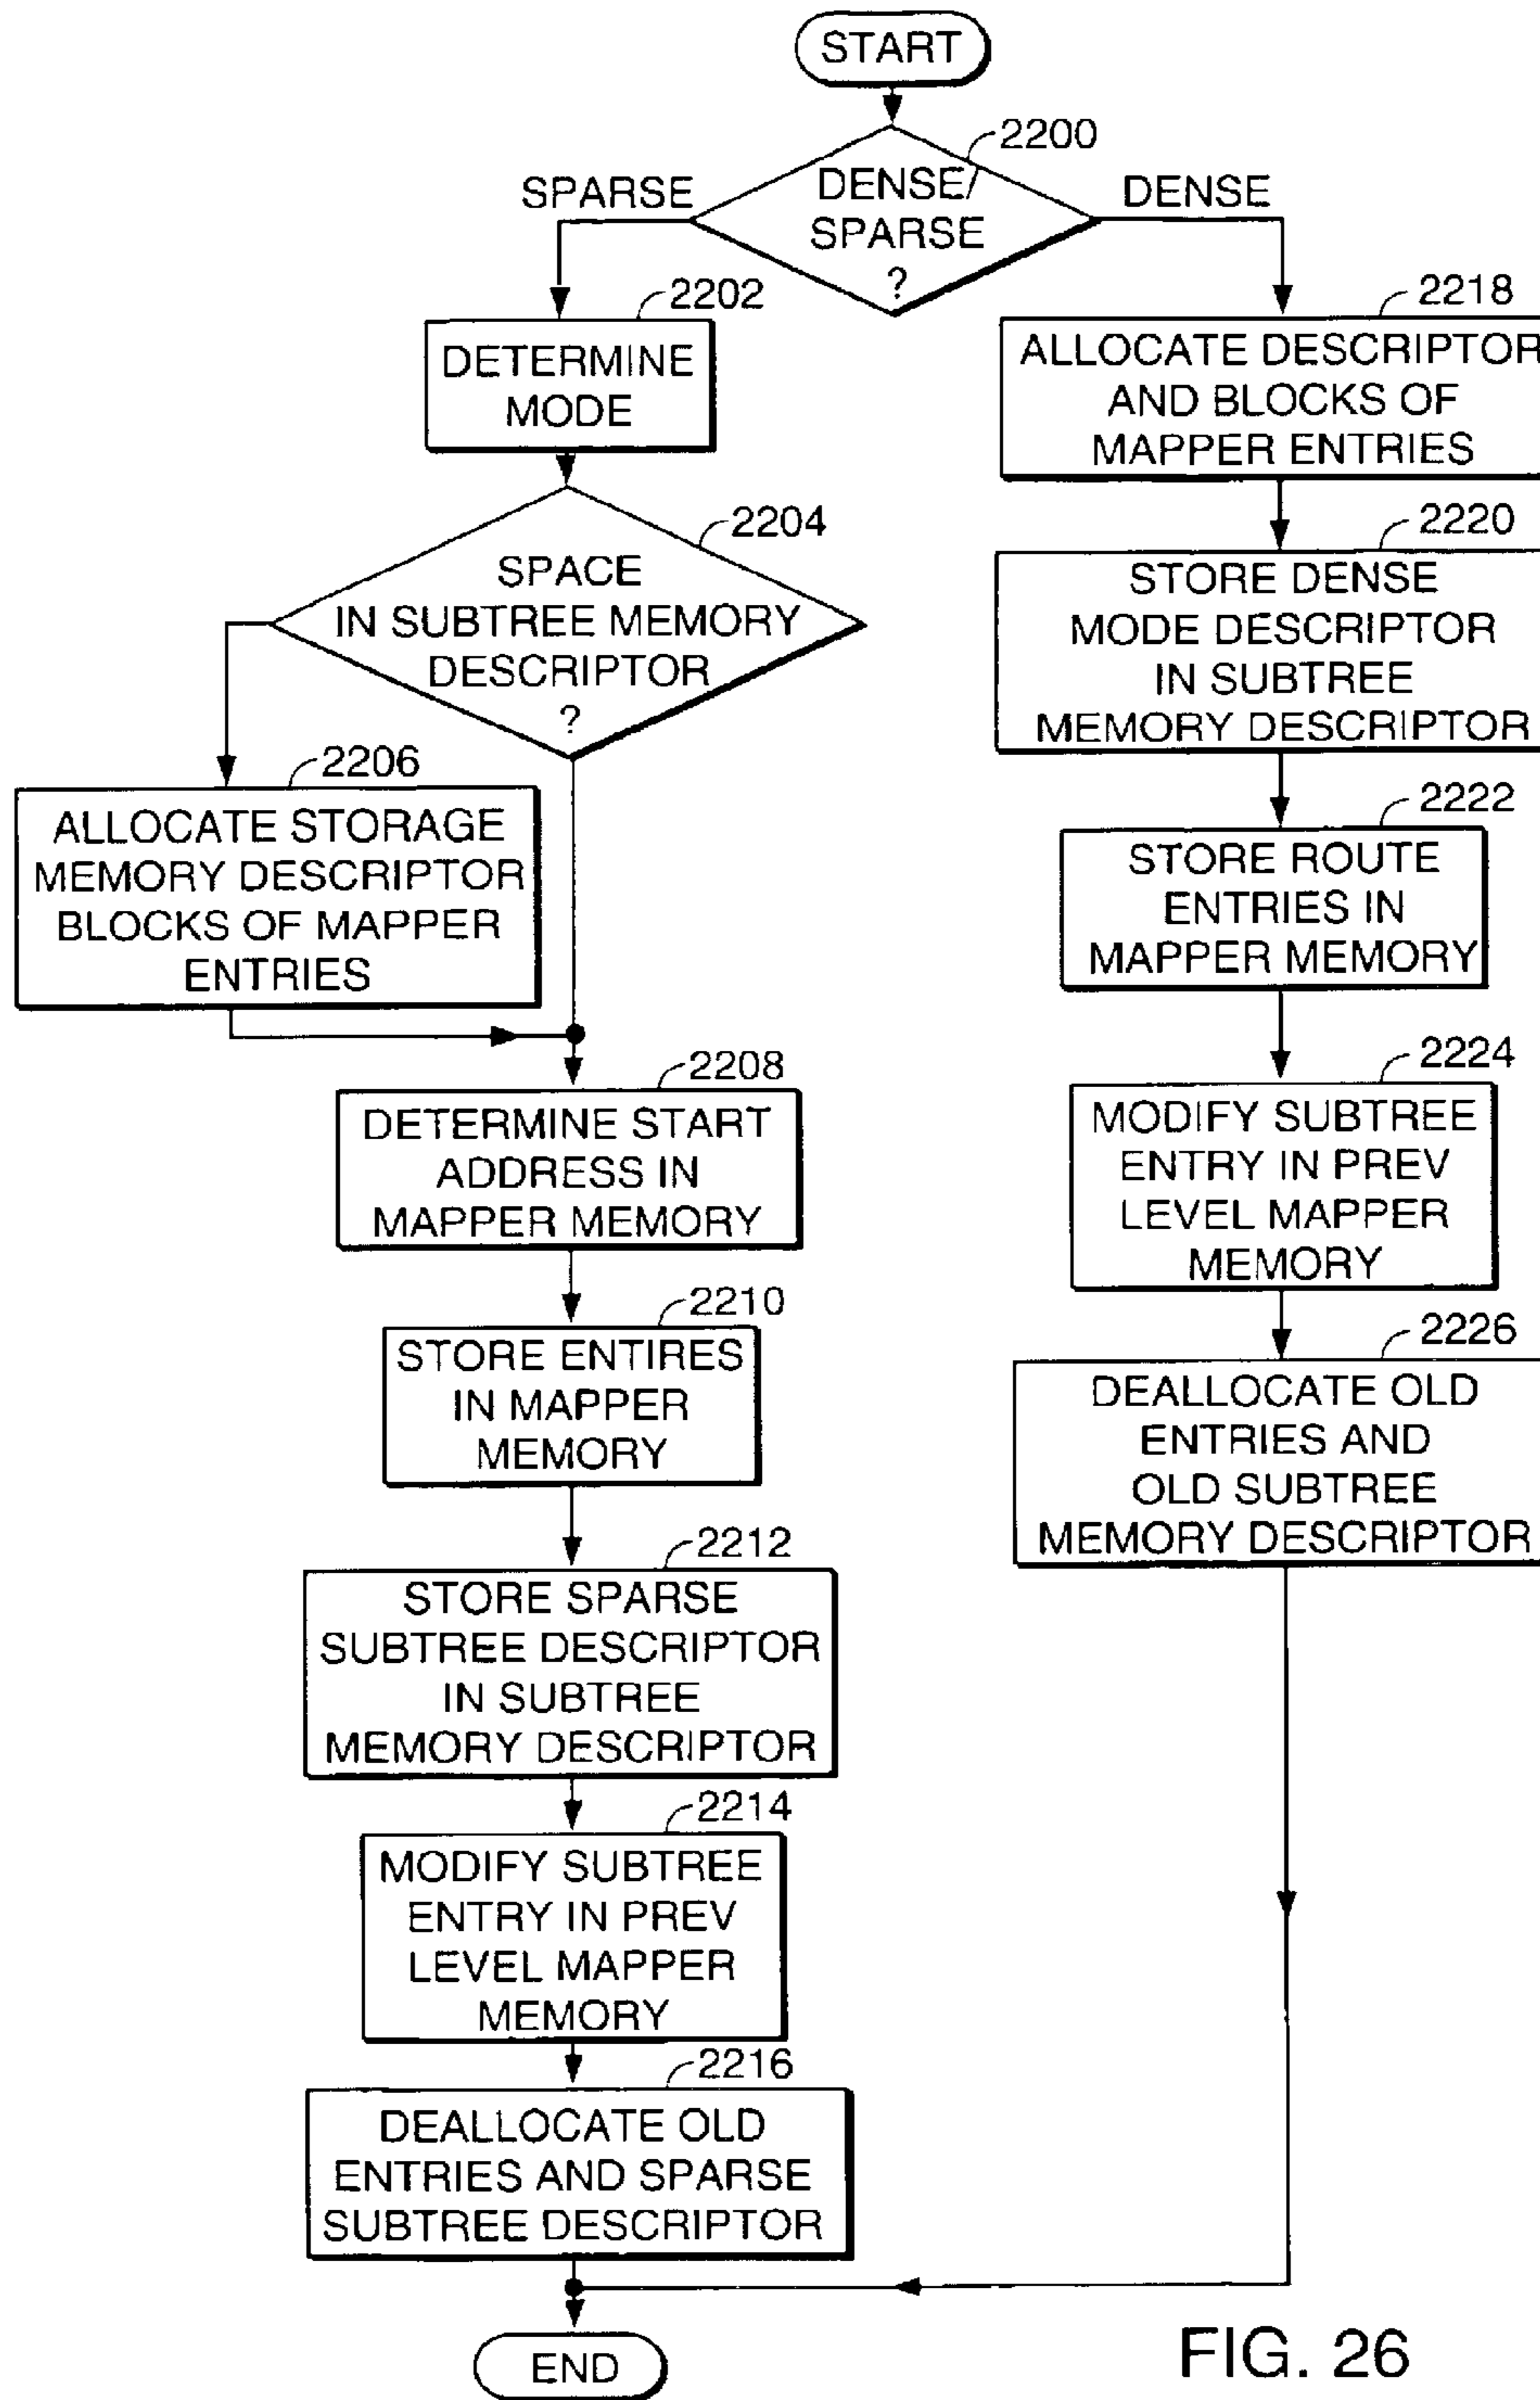 START
2200
DENSE/
SPARSE
?
SPARSE
DENSE
2202
DETERMINE
MODE
2204
SPACE
IN SUBTREE MEMORY
DESCRIPTOR
?
2206
ALLOCATE STORAGE
MEMORY DESCRIPTOR
BLOCKS OF MAPPER
ENTRIES
2208
DETERMINE START
ADDRESS IN
MAPPER MEMORY
2210
STORE ENTIRES
IN MAPPER
MEMORY
2212
STORE SPARSE
SUBTREE DESCRIPTOR
IN SUBTREE
MEMORY DESCRIPTOR
2214
MODIFY SUBTREE
ENTRY IN PREV
LEVEL MAPPER
MEMORY
2216
DEALLOCATE OLD
ENTRIES AND SPARSE
SUBTREE DESCRIPTOR
2218
ALLOCATE DESCRIPTOR
AND BLOCKS OF
MAPPER ENTRIES
2220
STORE DENSE
MODE DESCRIPTOR
IN SUBTREE
MEMORY DESCRIPTOR
2222
STORE ROUTE
ENTRIES IN
MAPPER MEMORY
2224
MODIFY SUBTREE
ENTRY IN PREV
LEVEL MAPPER
MEMORY
2226
DEALLOCATE OLD
ENTRIES AND
OLD SUBTREE
MEMORY DESCRIPTOR
END
FIG. 26